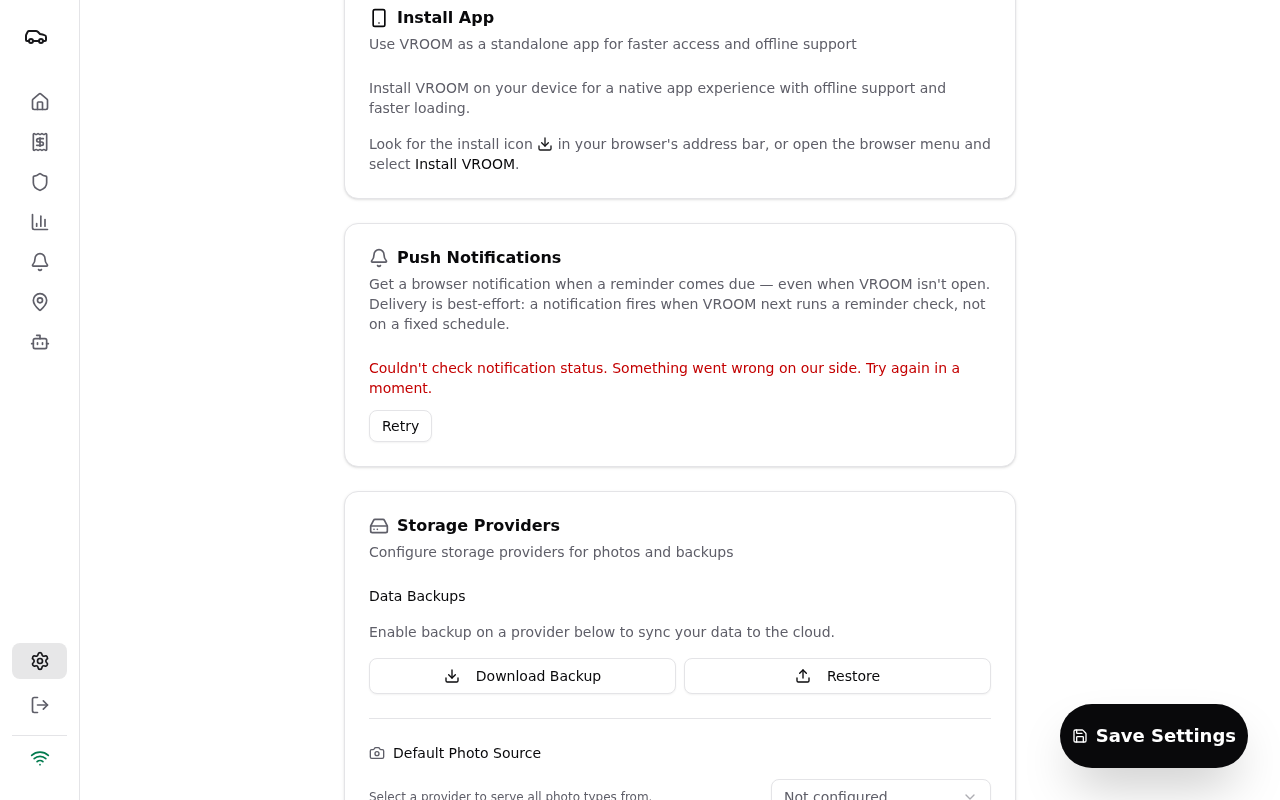 Install App
Use VROOM as a standalone app for faster access and offline support
Install VROOM on your device for a native app experience with offline support and
faster loading.
Look for the install icon in your browser's address bar, or open the browser menu and
select Install VROOM.
Push Notifications
Get a browser notification when a reminder comes due — even when VROOM isn't open.
Delivery is best-effort: a notification fires when VROOM next runs a reminder check, not
on a fixed schedule.
Couldn't check notification status. Something went wrong on our side. Try again in a
moment.
Retry
Storage Providers
Configure storage providers for photos and backups
Data Backups
Enable backup on a provider below to sync your data to the cloud.
Download Backup
Restore
Save Settings
Default Photo Source
Select a provider to serve all photo types from.
Not configured